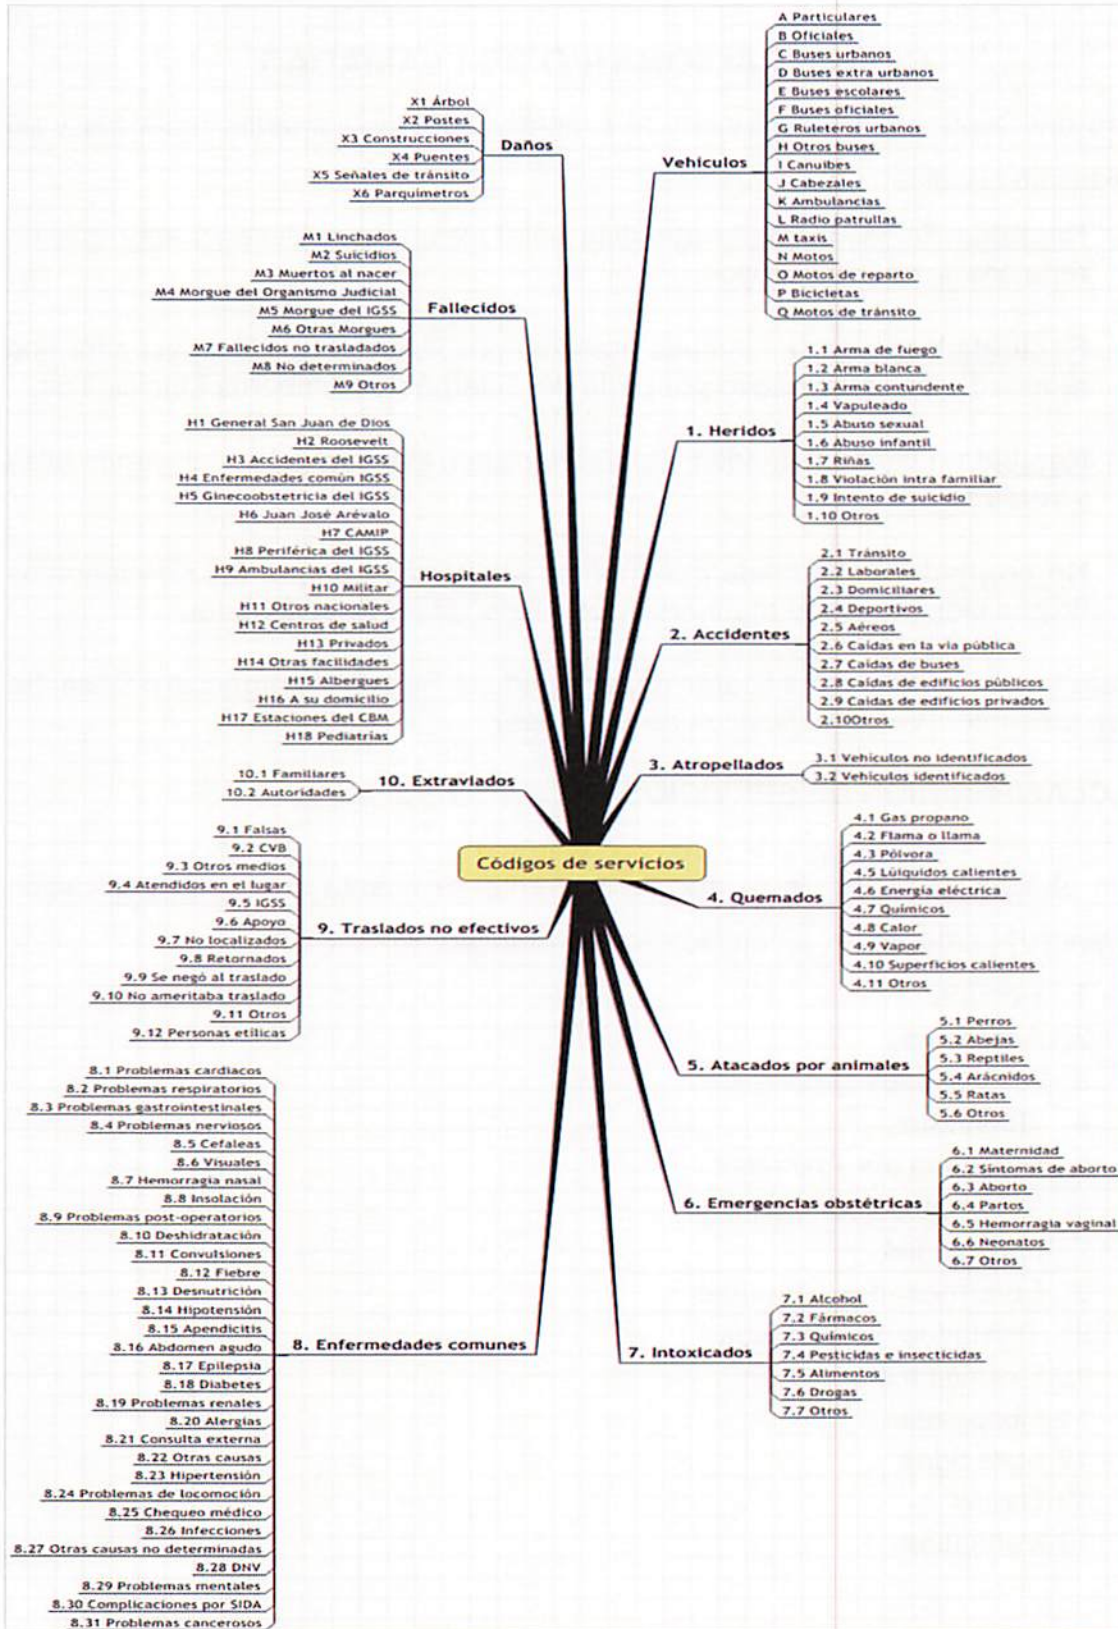 Códigos de servicios
Vehículos
A Particulares
B Oficiales
C Buses urbanos
D Buses extra urbanos
E Buses escolares
F Buses oficiales
G Ruleteros urbanos
H Otros buses
I Canuibes
J Cabezales
K Ambulancias
L Radio patrullas
M taxis
N Motos
O Motos de reparto
P Bicicletas
Q Motos de tránsito
1. Heridos
1.1 Arma de fuego
1.2 Arma blanca
1.3 Arma contundente
1.4 Vapuleado
1.5 Abuso sexual
1.6 Abuso infantil
1.7 Riñas
1.8 Violación intra familiar
1.9 Intento de suicidio
1.10 Otros
2. Accidentes
2.1 Tránsito
2.2 Laborales
2.3 Domiciliares
2.4 Deportivos
2.5 Aéreos
2.6 Caídas en la vía pública
2.7 Caídas de buses
2.8 Caídas de edificios públicos
2.9 Caídas de edificios privados
2.10Otros
3. Atropellados
3.1 Vehículos no identificados
3.2 Vehículos identificados
4. Quemados
4.1 Gas propano
4.2 Flama o llama
4.3 Pólvora
4.5 Lúiquidos calientes
4.6 Energía eléctrica
4.7 Químicos
4.8 Calor
4.9 Vapor
4.10 Superficios calientes
4.11 Otros
5. Atacados por animales
5.1 Perros
5.2 Abejas
5.3 Reptiles
5.4 Arácnidos
5.5 Ratas
5.6 Otros
6. Emergencias obstétricas
6.1 Maternidad
6.2 Síntomas de aborto
6.3 Aborto
6.4 Partos
6.5 Hemorragia vaginal
6.6 Neonatos
6.7 Otros
7. Intoxicados
7.1 Alcohol
7.2 Fármacos
7.3 Químicos
7.4 Pesticidas e insecticidas
7.5 Alimentos
7.6 Drogas
7.7 Otros
8. Enfermedades comunes
8.1 Problemas cardiacos
8.2 Problemas respiratorios
8.3 Problemas gastrointestinales
8.4 Problemas nerviosos
8.5 Cefaleas
8.6 Visuales
8.7 Hemorragia nasal
8.8 Insolación
8.9 Problemas post-operatorios
8.10 Deshidratación
8.11 Convulsiones
8.12 Fiebre
8.13 Desnutrición
8.14 Hipotensión
8.15 Apendicitis
8.16 Abdomen agudo
8.17 Epilepsia
8.18 Diabetes
8.19 Problemas renales
8.20 Alergias
8.21 Consulta externa
8.22 Otras causas
8.23 Hipertensión
8.24 Problemas de locomoción
8.25 Chequeo médico
8.26 Infecciones
8.27 Otras causas no determinadas
8.28 DNV
8.29 Problemas mentales
8.30 Complicaciones por SIDA
8.31 Problemas cancerosos
9. Traslados no efectivos
9.1 Falsas
9.2 CVB
9.3 Otros medios
9.4 Atendidos en el lugar
9.5 IGSS
9.6 Apoyo
9.7 No localizados
9.8 Retornados
9.9 Se negó al traslado
9.10 No ameritaba traslado
9.11 Otros
9.12 Personas etílicas
10. Extraviados
10.1 Familiares
10.2 Autoridades
Hospitales
H1 General San Juan de Dios
H2 Roosevelt
H3 Accidentes del IGSS
H4 Enfermedades común IGSS
H5 Ginecoobstetricia del IGSS
H6 Juan José Arévalo
H7 CAMIP
H8 Periférica del IGSS
H9 Ambulancias del IGSS
H10 Militar
H11 Otros nacionales
H12 Centros de salud
H13 Privados
H14 Otras facilidades
H15 Albergues
H16 A su domicilio
H17 Estaciones del CBM
H18 Pediatrías
Fallecidos
M1 Linchados
M2 Suicidios
M3 Muertos al nacer
M4 Morgue del Organismo Judicial
M5 Morgue del IGSS
M6 Otras Morgues
M7 Fallecidos no trasladados
M8 No determinados
M9 Otros
Daños
X1 Árbol
X2 Postes
X3 Construcciones
X4 Puentes
X5 Señales de tránsito
X6 Parquímetros